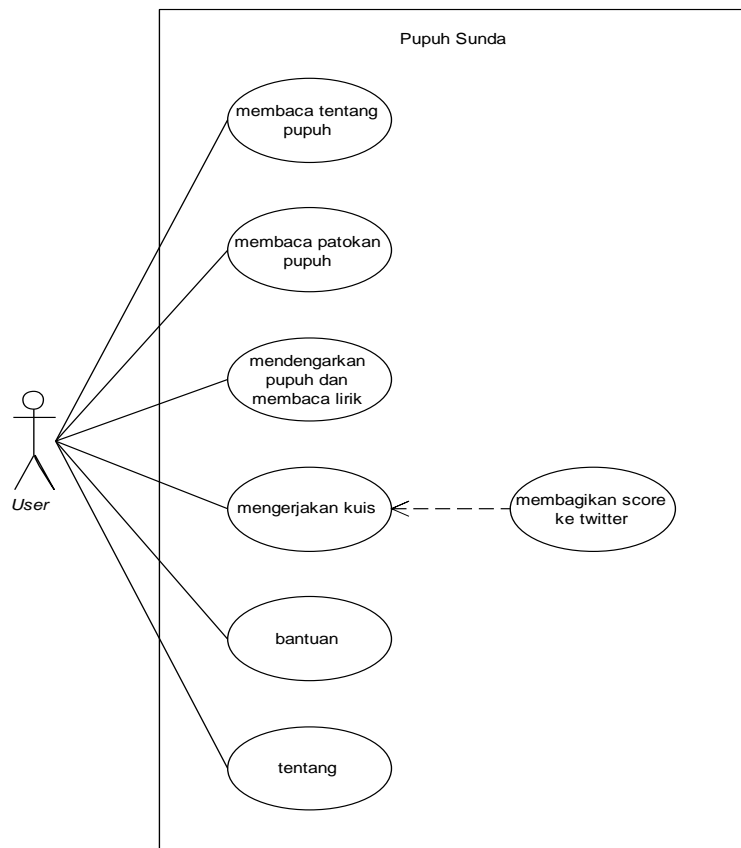 Pupuh Sunda
membaca tentang
pupuh
membaca patokan
pupuh
mendengarkan
pupuh dan
membaca lirik
User
mengerjakan kuis
membagikan score
ke twitter
bantuan
tentang